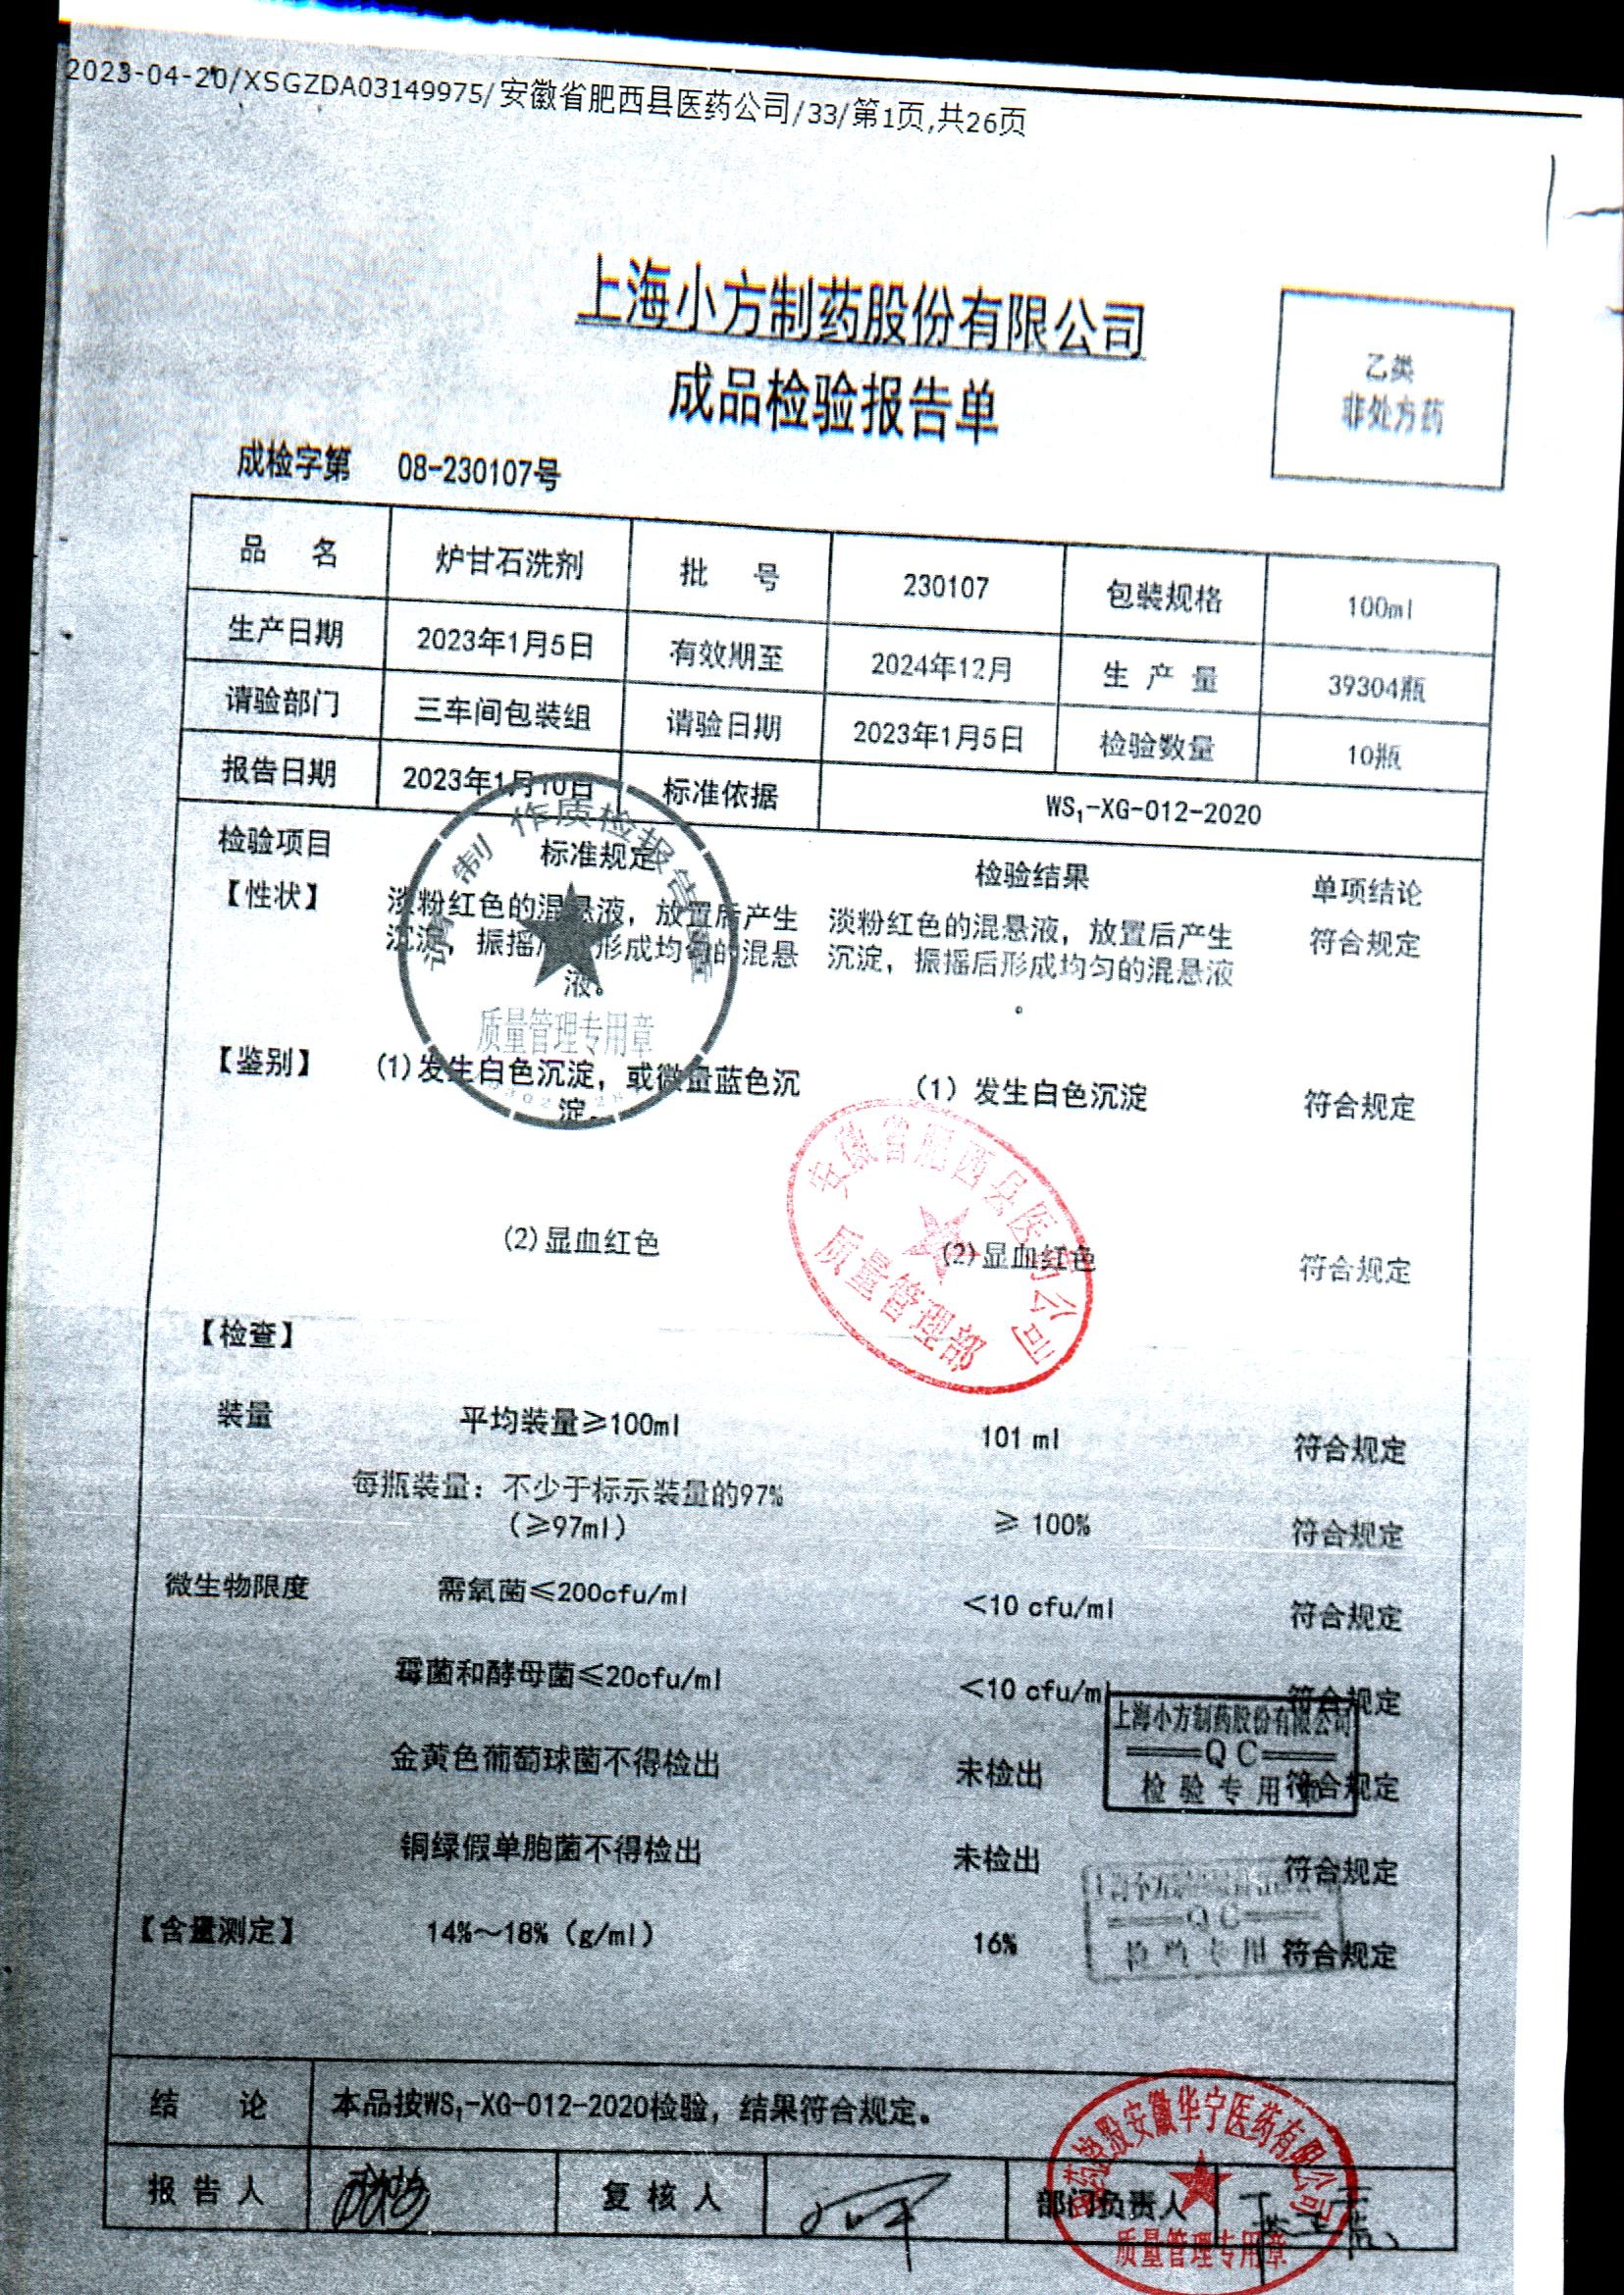 2023-04-20/XSGZDA03149975/安徽省肥西县医药公司/33/第1页,共26页
上海小方制药股份有限公司
成品检验报告单
乙类
非处方药
成检字第 08-230107号
品 名 炉甘石洗剂 批 号 230107 包装规格 100ml
生产日期 2023年1月5日 有效期至 2024年12月 生 产 量 39304瓶
请验部门 三车间包装组 请验日期 2023年1月5日 检验数量 10瓶
报告日期 2023年1月10日 标准依据 WS₁-XG-012-2020
检验项目 标准规定 检验结果 单项结论
【性状】 淡粉红色的混悬液，放置后产生 淡粉红色的混悬液，放置后产生 符合规定
沉淀，振摇后 形成均匀的混悬 沉淀，振摇后形成均匀的混悬液
液。 。
质量管理专用章
【鉴别】 (1)发生白色沉淀，或微量蓝色沉 (1) 发生白色沉淀 符合规定
淀。
安徽省肥西县医药公司
质量管理部
(2)显血红色 (2)显血红色 符合规定
【检查】
装量 平均装量≥100ml 101 ml 符合规定
每瓶装量：不少于标示装量的97% ≥ 100% 符合规定
（≥97ml）
微生物限度 需氧菌≤200cfu/ml <10 cfu/ml 符合规定
霉菌和酵母菌≤20cfu/ml <10 cfu/ml 符合规定
上海小方制药股份有限公司
QC
检验专用章
金黄色葡萄球菌不得检出 未检出 符合规定
铜绿假单胞菌不得检出 未检出 符合规定
QC
【含量测定】 14%～18%（g/ml） 16% 符合规定
结 论 本品按WS₁-XG-012-2020检验，结果符合规定。
报 告 人 复 核 人 部门负责人
安徽华宁医药有限公司
质量管理专用章